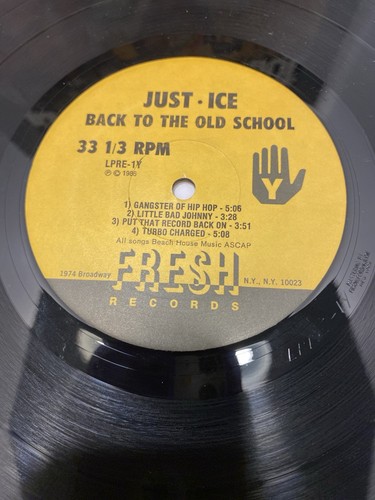 JUST · ICE
BACK TO THE OLD SCHOOL
33 1/3 RPM
LPRE-1Y
℗ © 1986
Y
1) GANGSTER OF HIP HOP - 5:06
2) LITTLE BAD JOHNNY - 3:28
3) PUT THAT RECORD BACK ON - 3:51
4) TURBO CHARGED - 5:08
All songs Beach House Music ASCAP
FRESH
1974 Broadway
N.Y., N.Y. 10023
RECORDS